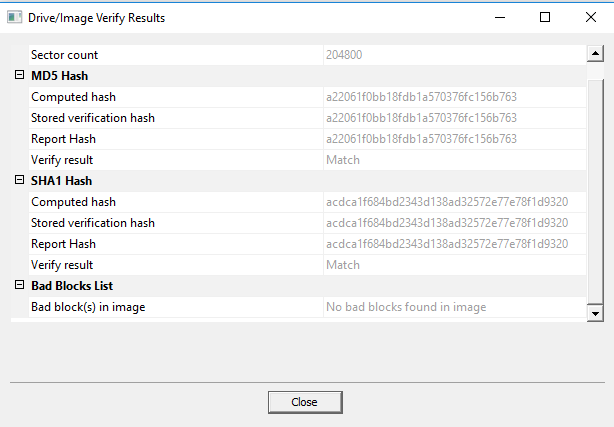 Drive/Image Verify Results
Sector count 204800
MD5 Hash
Computed hash a22061f0bb18fdb1a570376fc156b763
Stored verification hash a22061f0bb18fdb1a570376fc156b763
Report Hash a22061f0bb18fdb1a570376fc156b763
Verify result Match
SHA1 Hash
Computed hash acdca1f684bd2343d138ad32572e77e78f1d9320
Stored verification hash acdca1f684bd2343d138ad32572e77e78f1d9320
Report Hash acdca1f684bd2343d138ad32572e77e78f1d9320
Verify result Match
Bad Blocks List
Bad block(s) in image No bad blocks found in image
Close